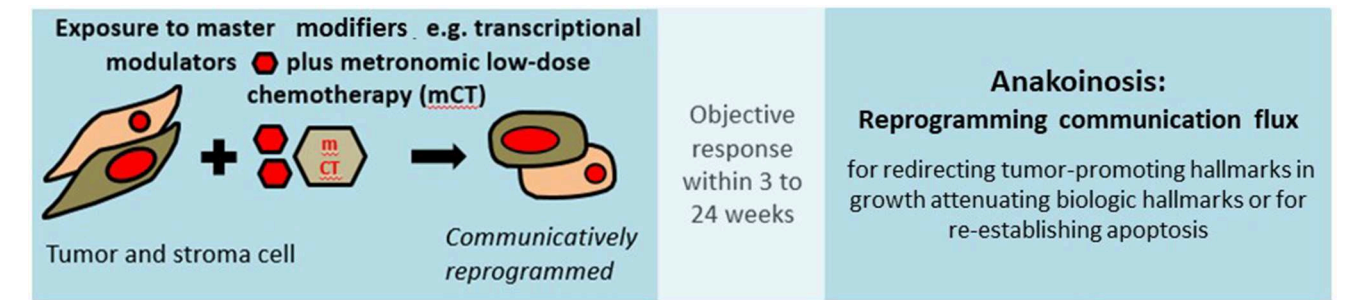 Exposure to master modifiers . e.g. transcriptional
modulators plus metronomic low-dose
chemotherapy (mCT)
m
CT
Tumor and stroma cell
Communicatively
reprogrammed
Objective
response
within 3 to
24 weeks
Anakoinosis:
Reprogramming communication flux
for redirecting tumor-promoting hallmarks in
growth attenuating biologic hallmarks or for
re-establishing apoptosis